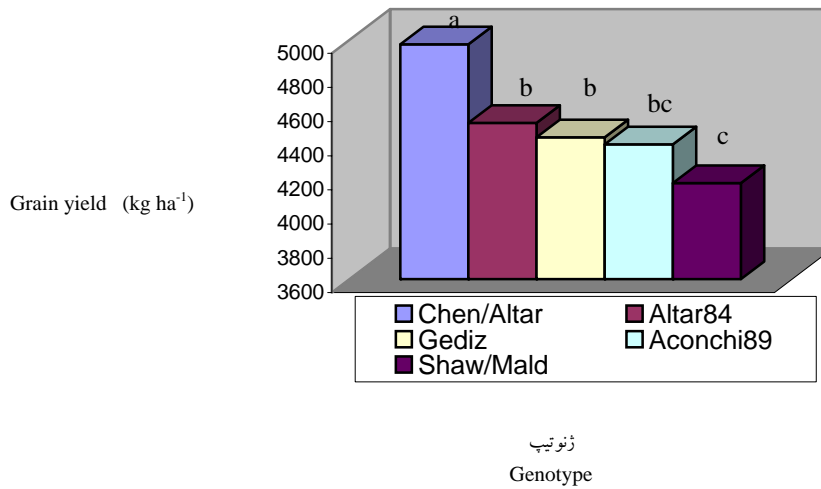 a
5000
b
b
4800
bc
4600
c
4400
4200
Grain yield (kg ha-1)
4000
3800
3600
Chen/Altar
Altar84
Gediz
Aconchi89
Shaw/Mald
ژنوتیپ
Genotype